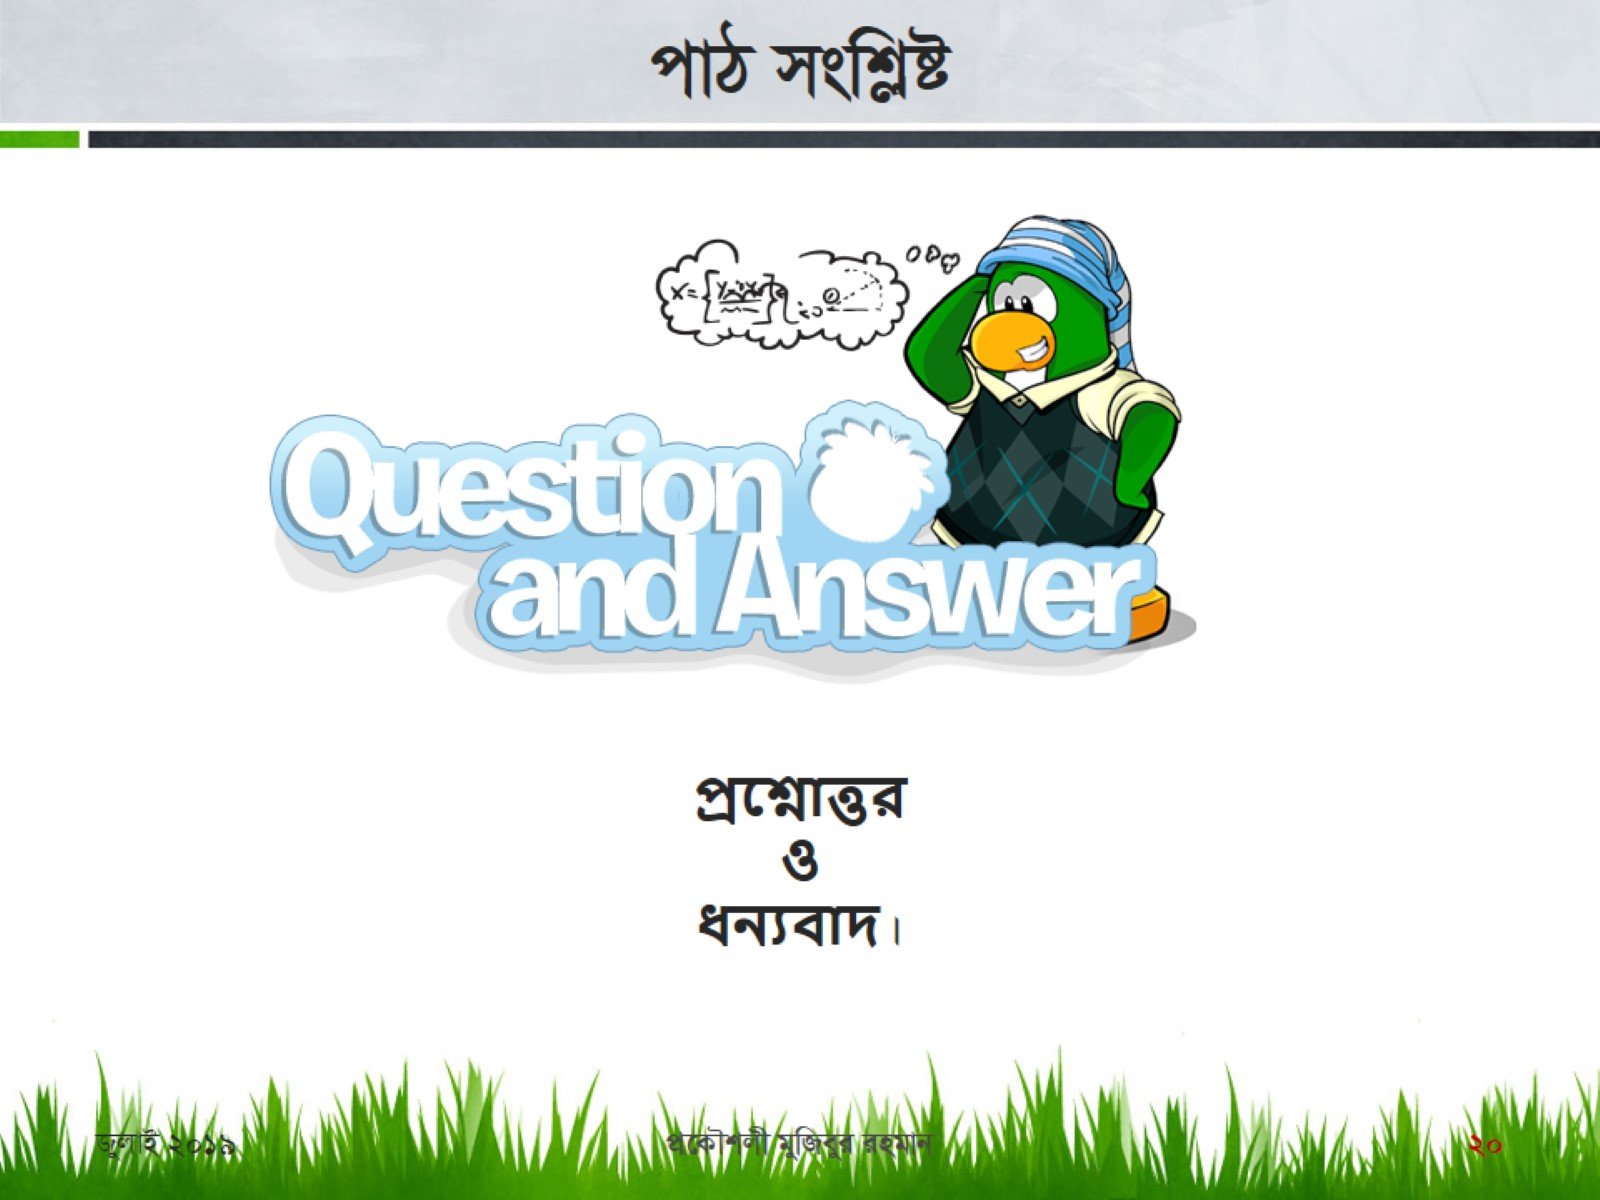 পাঠ সংশ্লিষ্ট
Question
and Answer
প্রশ্নোত্তর
ও
ধন্যবাদ।
জুলাই ২০১৯
প্রকৌশলী মুজিবুর রহমান
২০